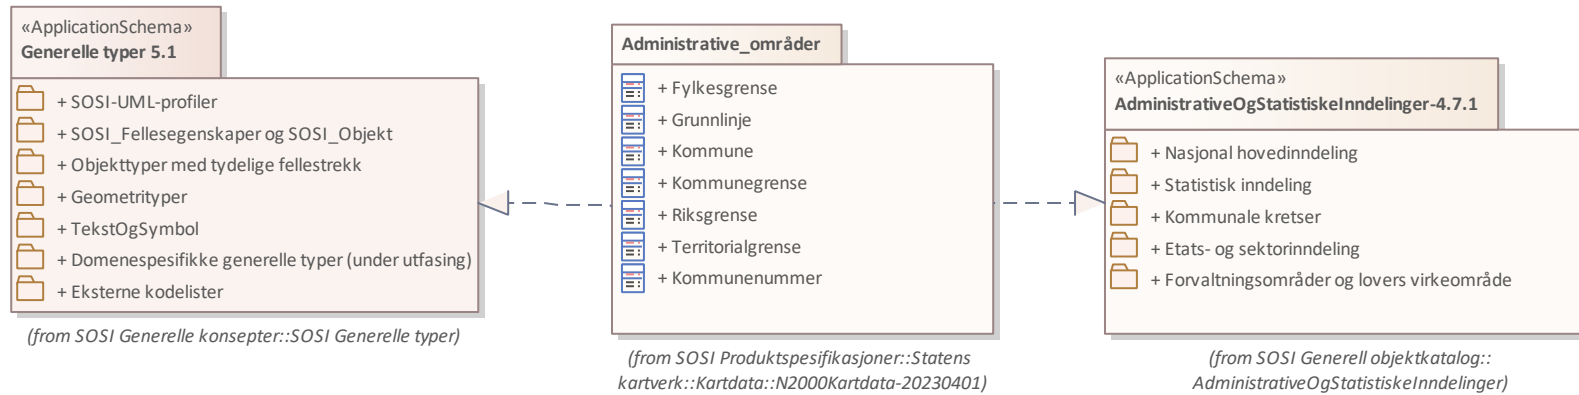 «ApplicationSchema»
Generelle typer 5.1
+ SOSI-UML-profiler
+ SOSI_Fellesegenskaper og SOSI_Objekt
+ Objekttyper med tydelige fellestrekk
+ Geometrityper
+ TekstOgSymbol
+ Domenespesifikke generelle typer (under utfasing)
+ Eksterne kodelister
(from SOSI Generelle konsepter::SOSI Generelle typer)
Administrative_områder
+ Fylkesgrense
+ Grunnlinje
+ Kommune
+ Kommunegrense
+ Riksgrense
+ Territorialgrense
+ Kommunenummer
(from SOSI Produktspesifikasjoner::Statens
kartverk::Kartdata::N2000Kartdata-20230401)
«ApplicationSchema»
AdministrativeOgStatistiskeInndelinger-4.7.1
+ Nasjonal hovedinndeling
+ Statistisk inndeling
+ Kommunale kretser
+ Etats- og sektorinndeling
+ Forvaltningsområder og lovers virkeområde
(from SOSI Generell objektkatalog::
AdministrativeOgStatistiskeInndelinger)